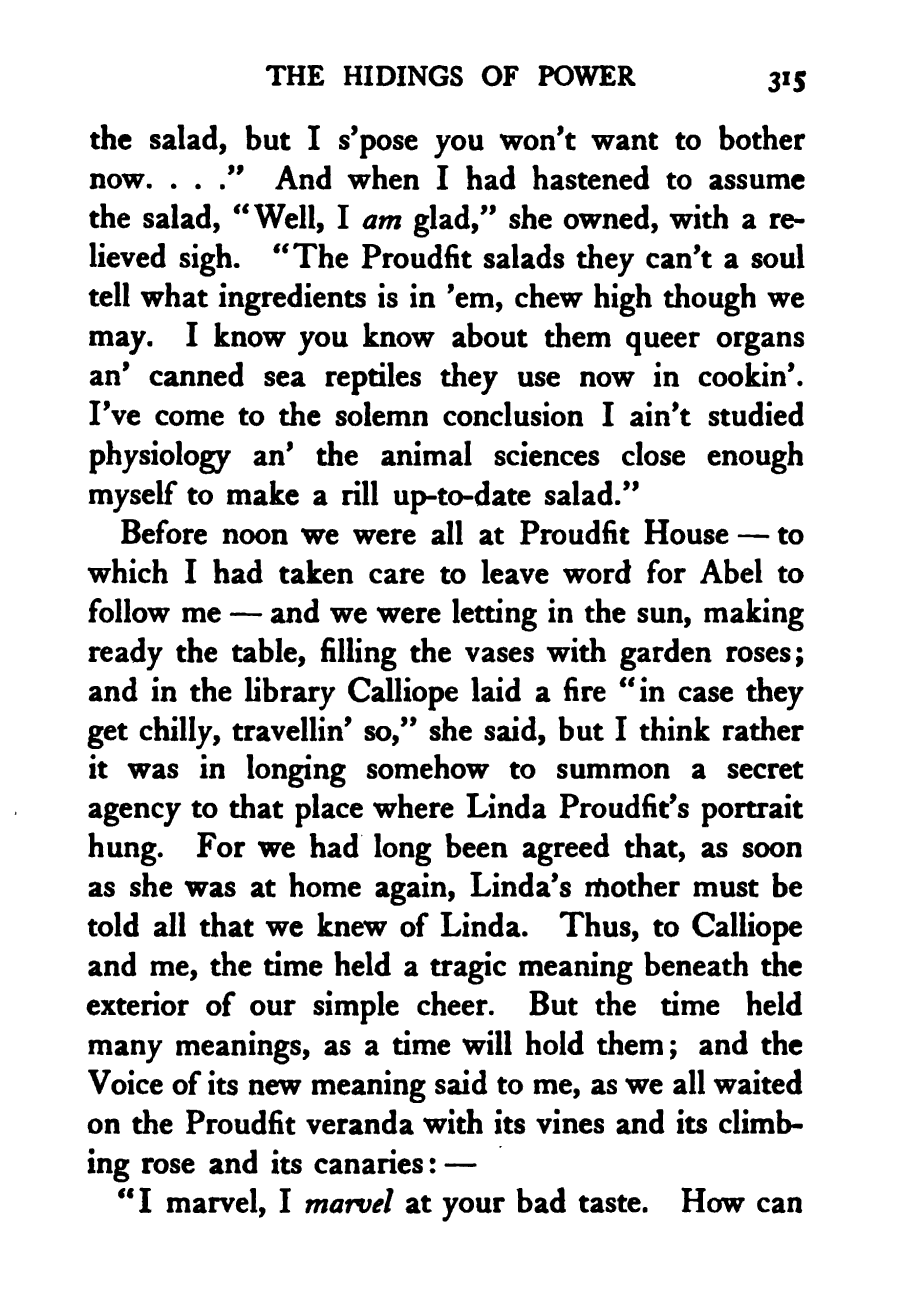 THE HIDINGS OF POWER 315
the salad, but I s'pose you won't want to bother
now. . . ." And when I had hastened to assume
the salad, "Well, I am glad," she owned, with a re-
lieved sigh. "The Proudfit salads they can't a soul
tell what ingredients is in 'em, chew high though we
may. I know you know about them queer organs
an' canned sea reptiles they use now in cookin'.
I've come to the solemn conclusion I ain't studied
physiology an' the animal sciences close enough
myself to make a rill up-to-date salad."
Before noon we were all at Proudfit House — to
which I had taken care to leave word for Abel to
follow me — and we were letting in the sun, making
ready the table, filling the vases with garden roses;
and in the library Calliope laid a fire "in case they
get chilly, travellin' so," she said, but I think rather
it was in longing somehow to summon a secret
agency to that place where Linda Proudfit's portrait
hung. For we had long been agreed that, as soon
as she was at home again, Linda's mother must be
told all that we knew of Linda. Thus, to Calliope
and me, the time held a tragic meaning beneath the
exterior of our simple cheer. But the time held
many meanings, as a time will hold them; and the
Voice of its new meaning said to me, as we all waited
on the Proudfit veranda with its vines and its climb-
ing rose and its canaries: —
"I marvel, I marvel at your bad taste. How can